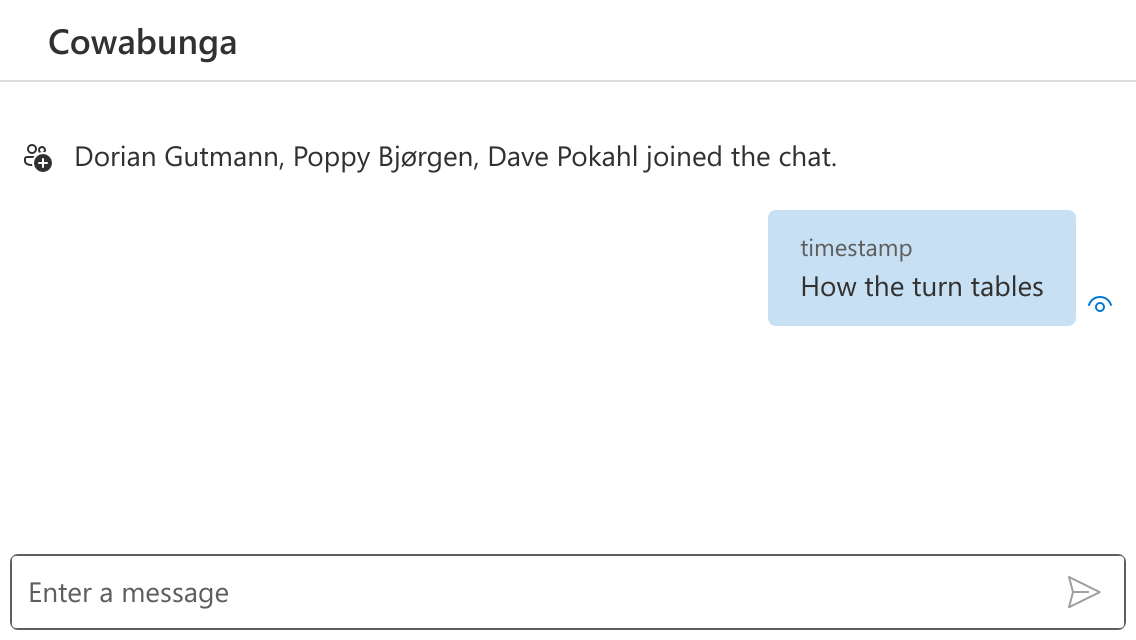 Cowabunga
Dorian Gutmann, Poppy Bjørgen, Dave Pokahl joined the chat.
timestamp
How the turn tables
Enter a message